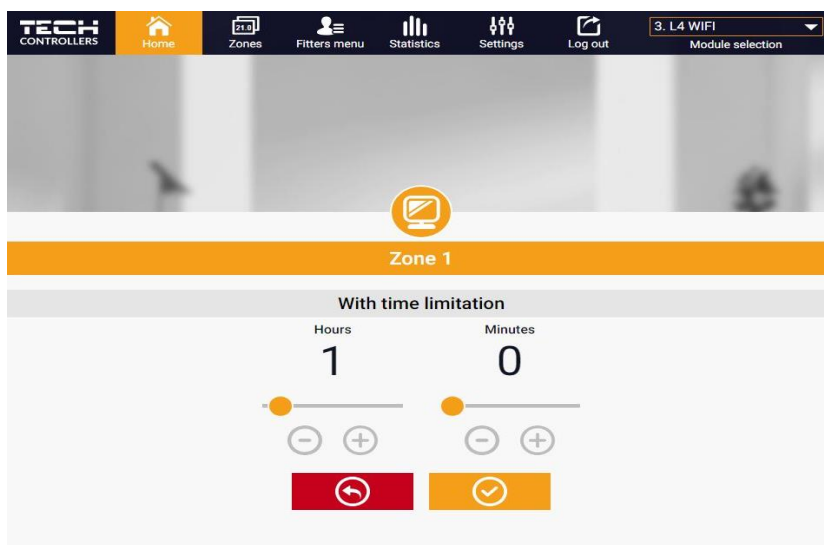 TECH
CONTROLLERS
Home
21.0
Zones
Fitters menu
Statistics
Settings
Log out
3. L4 WIFI
Module selection
Zone 1
With time limitation
Hours
Minutes
1
0